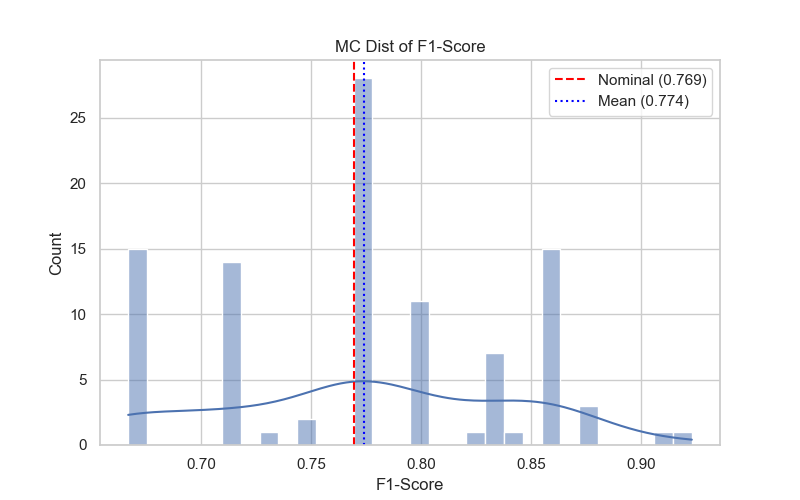 MC Dist of F1-Score
Nominal (0.769)
Mean (0.774)
Count
25
20
15
10
5
0
0.70 0.75 0.80 0.85 0.90
F1-Score